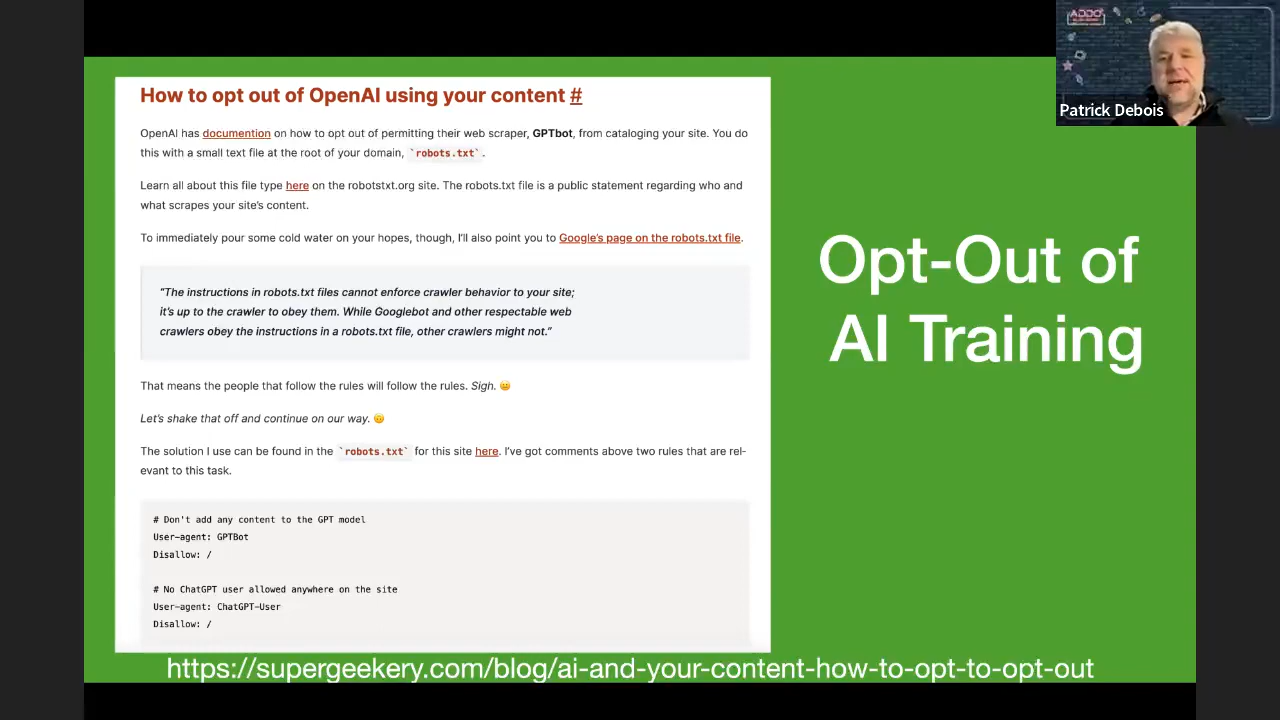 How to opt out of OpenAI using your content #
OpenAI has documention on how to opt out of permitting their web scraper, GPTbot, from cataloging your site. You do
this with a small text file at the root of your domain, `robots.txt`.
Learn all about this file type here on the robotstxt.org site. The robots.txt file is a public statement regarding who and
what scrapes your site's content.
To immediately pour some cold water on your hopes, though, I'll also point you to Google's page on the robots.txt file.
“The instructions in robots.txt files cannot enforce crawler behavior to your site;
it's up to the crawler to obey them. While Googlebot and other respectable web
crawlers obey the instructions in a robots.txt file, other crawlers might not.”
That means the people that follow the rules will follow the rules. Sigh. 😑
Let's shake that off and continue on our way. 🙃
The solution I use can be found in the `robots.txt` for this site here. I've got comments above two rules that are rel-
evant to this task.
# Don't add any content to the GPT model
User-agent: GPTBot
Disallow: /
# No ChatGPT user allowed anywhere on the site
User-agent: ChatGPT-User
Disallow: /
Opt-Out of
AI Training
https://supergeekery.com/blog/ai-and-your-content-how-to-opt-to-opt-out
ADDO
Patrick Debois